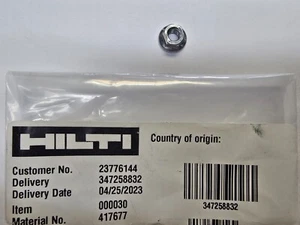 HILTI
Country of origin:
Customer No. 23776144
Delivery 347258832
Delivery Date 04/25/2023
Item 000030
Material No. 417677
347258832